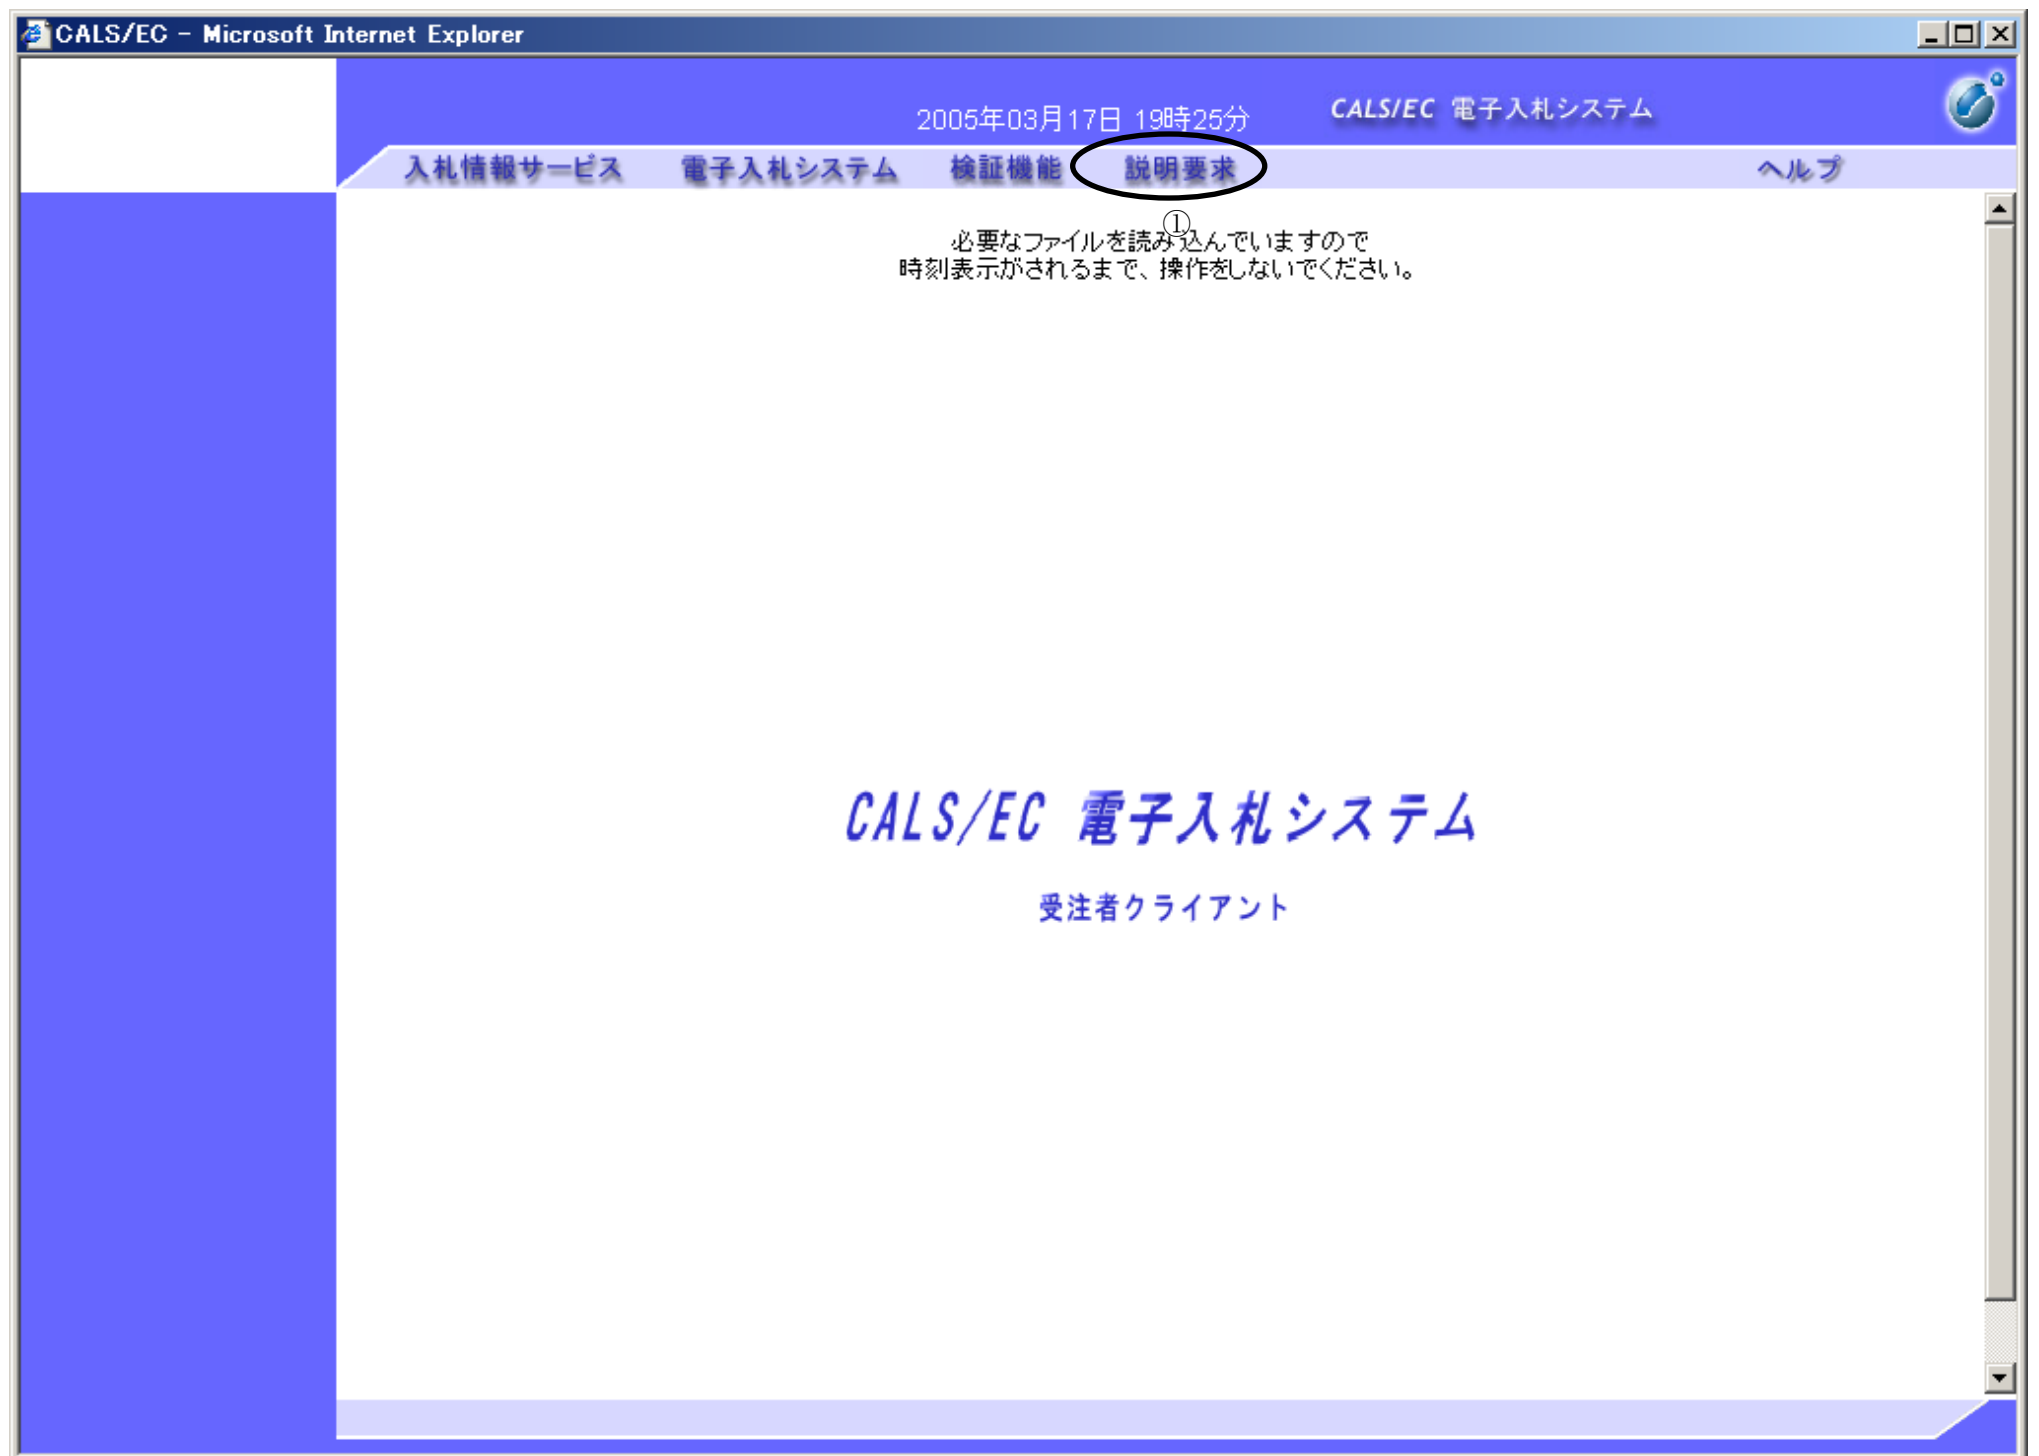 CALS/EC - Microsoft Internet Explorer
2005年03月17日 19時25分
CALS/EC 電子入札システム
入札情報サービス 電子入札システム 検証機能 説明要求 ヘルプ
①
必要なファイルを読み込んでいますので
時刻表示がされるまで、操作をしないでください。
CALS/EC 電子入札システム
受注者クライアント